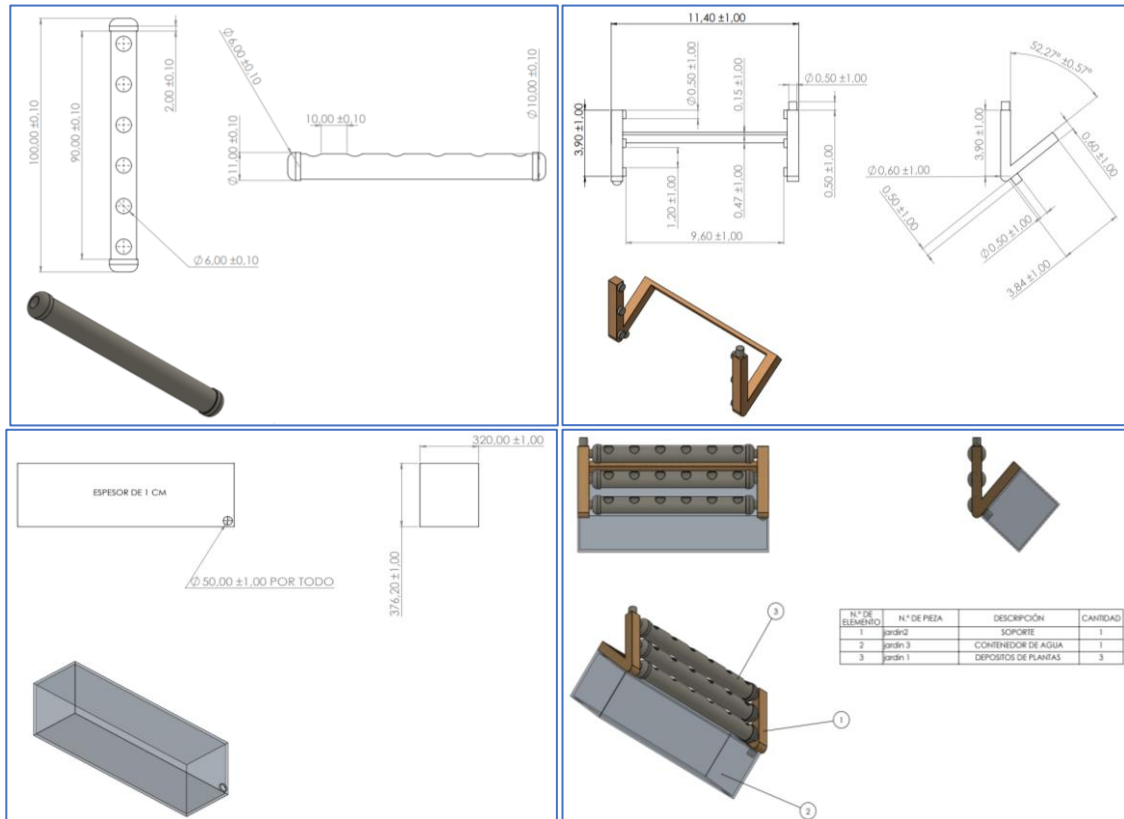 100,00 ±0,10
90,00 ±0,10
2,00 ±0,10
∅ 6,00 ±0,10
∅ 6,00 ±0,10
10,00 ±0,10
∅ 11,00 ±0,10
∅ 10,00 ±0,10
11,40 ±1,00
3,90 ±1,00
∅ 0,50 ±1,00
0,15 ±1,00
∅ 0,50 ±1,00
0,50 ±1,00
1,20 ±1,00
0,47 ±1,00
9,60 ±1,00
52,27° ±0,57°
3,90 ±1,00
0,60 ±1,00
∅ 0,60 ±1,00
0,50 ±1,00
∅ 0,50 ±1,00
3,84 ±1,00
ESPESOR DE 1 CM
∅ 50,00 ±1,00 POR TODO
320,00 ±1,00
376,20 ±1,00
3
1
2
N.º DE ELEMENTO N.º DE PIEZA DESCRIPCIÓN CANTIDAD
1 jardin2 SOPORTE 1
2 jardin 3 CONTENEDOR DE AGUA 1
3 jardin 1 DEPOSITOS DE PLANTAS 3